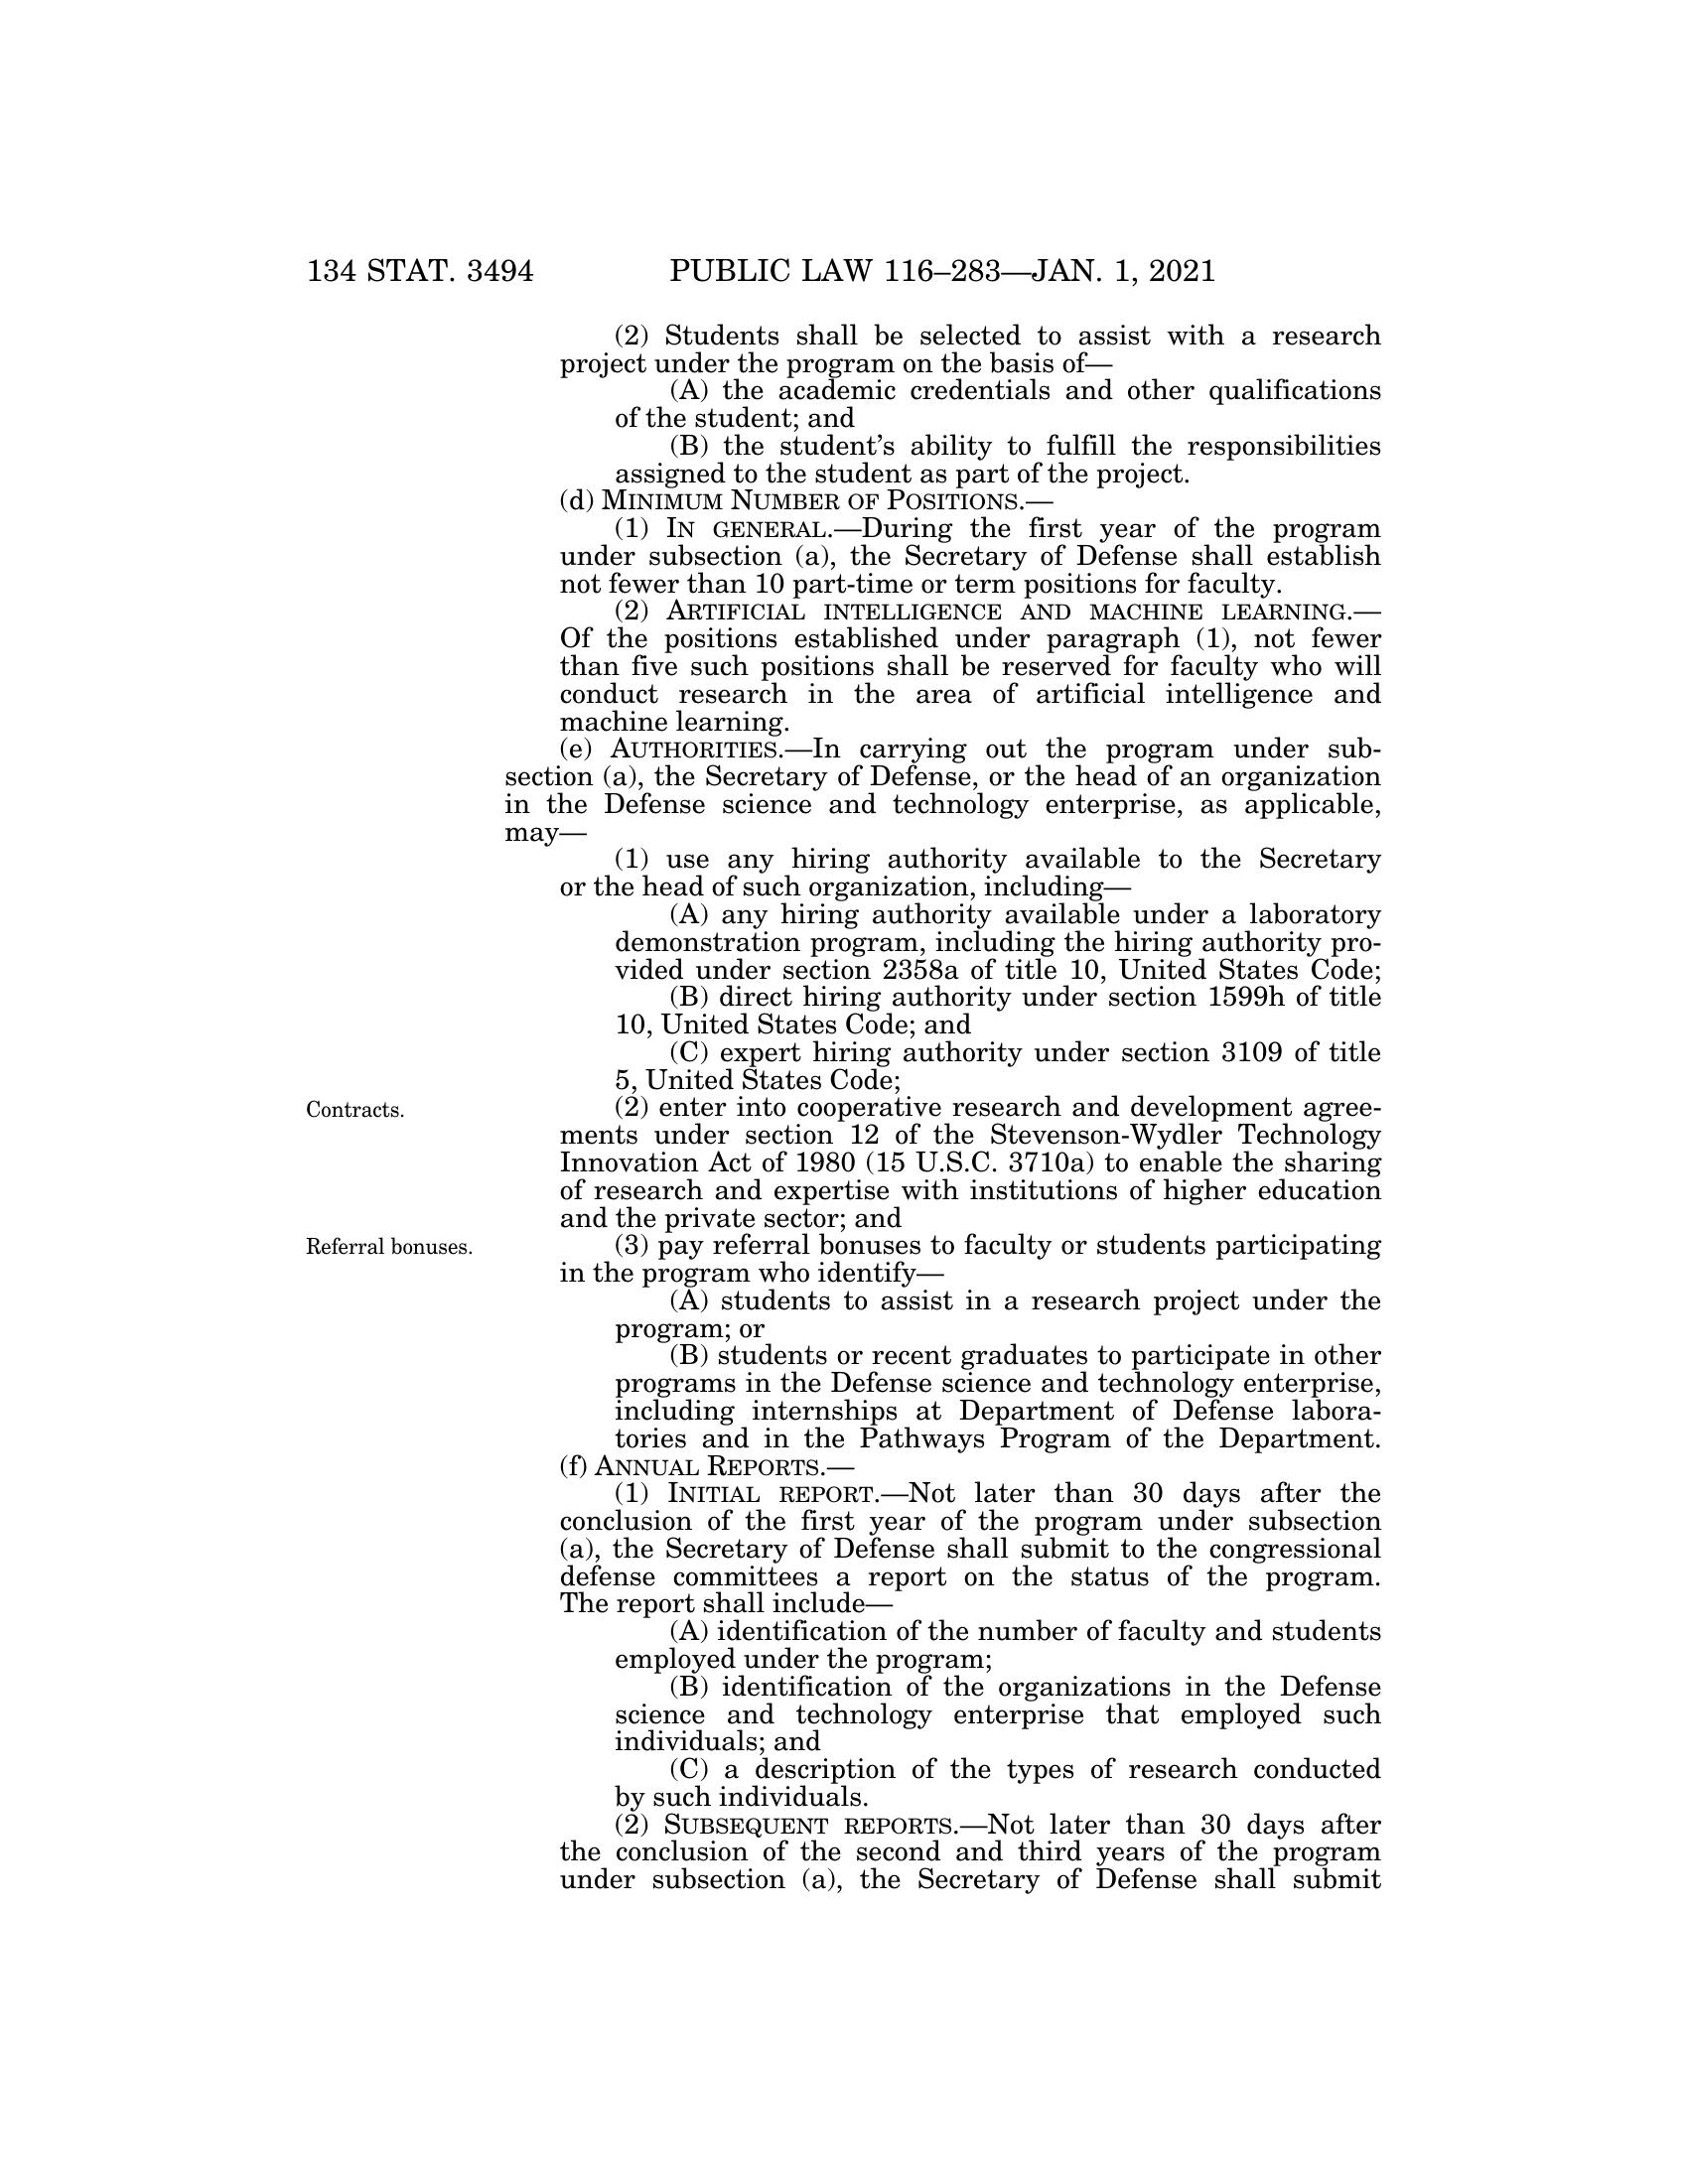 134 STAT. 3494 PUBLIC LAW 116–283—JAN. 1, 2021
(2) Students shall be selected to assist with a research
project under the program on the basis of—
(A) the academic credentials and other qualifications
of the student; and
(B) the student's ability to fulfill the responsibilities
assigned to the student as part of the project.
(d) MINIMUM NUMBER OF POSITIONS.—
(1) IN GENERAL.—During the first year of the program
under subsection (a), the Secretary of Defense shall establish
not fewer than 10 part-time or term positions for faculty.
(2) ARTIFICIAL INTELLIGENCE AND MACHINE LEARNING.—
Of the positions established under paragraph (1), not fewer
than five such positions shall be reserved for faculty who will
conduct research in the area of artificial intelligence and
machine learning.
(e) AUTHORITIES.—In carrying out the program under sub-
section (a), the Secretary of Defense, or the head of an organization
in the Defense science and technology enterprise, as applicable,
may—
(1) use any hiring authority available to the Secretary
or the head of such organization, including—
(A) any hiring authority available under a laboratory
demonstration program, including the hiring authority pro-
vided under section 2358a of title 10, United States Code;
(B) direct hiring authority under section 1599h of title
10, United States Code; and
(C) expert hiring authority under section 3109 of title
5, United States Code;
Contracts.
(2) enter into cooperative research and development agree-
ments under section 12 of the Stevenson-Wydler Technology
Innovation Act of 1980 (15 U.S.C. 3710a) to enable the sharing
of research and expertise with institutions of higher education
and the private sector; and
Referral bonuses.
(3) pay referral bonuses to faculty or students participating
in the program who identify—
(A) students to assist in a research project under the
program; or
(B) students or recent graduates to participate in other
programs in the Defense science and technology enterprise,
including internships at Department of Defense labora-
tories and in the Pathways Program of the Department.
(f) ANNUAL REPORTS.—
(1) INITIAL REPORT.—Not later than 30 days after the
conclusion of the first year of the program under subsection
(a), the Secretary of Defense shall submit to the congressional
defense committees a report on the status of the program.
The report shall include—
(A) identification of the number of faculty and students
employed under the program;
(B) identification of the organizations in the Defense
science and technology enterprise that employed such
individuals; and
(C) a description of the types of research conducted
by such individuals.
(2) SUBSEQUENT REPORTS.—Not later than 30 days after
the conclusion of the second and third years of the program
under subsection (a), the Secretary of Defense shall submit